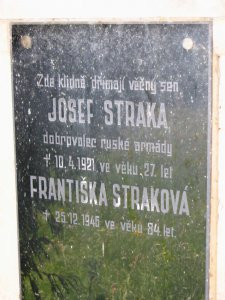 Zde klidně dřímají věčný sen
JOSEF STRAKA
dobrovolec ruské armády
† 10.4.1921 ve věku 27. let
FRANTIŠKA STRAKOVÁ
† 25.12.1945 ve věku 84. let.